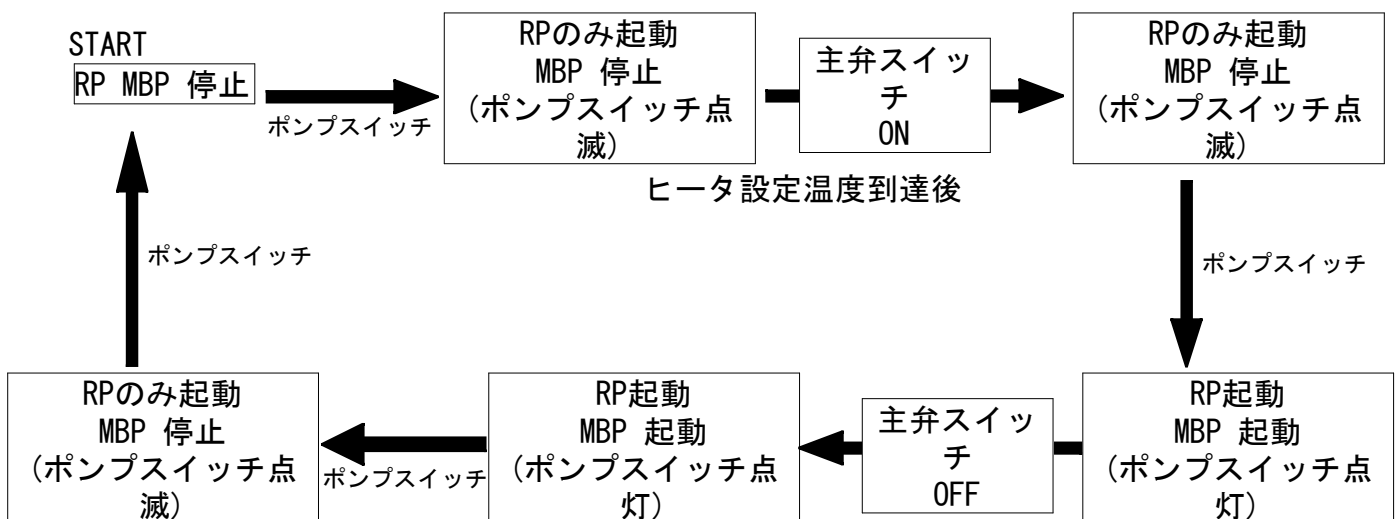 START
RP MBP 停止
ポンプスイッチ
RPのみ起動
MBP 停止
(ポンプスイッチ点
滅)
主弁スイッ
チ
ON
ヒータ設定温度到達後
RPのみ起動
MBP 停止
(ポンプスイッチ点
滅)
ポンプスイッチ
RP起動
MBP 起動
(ポンプスイッチ点
灯)
主弁スイッ
チ
OFF
RP起動
MBP 起動
(ポンプスイッチ点
灯)
ポンプスイッチ
RPのみ起動
MBP 停止
(ポンプスイッチ点
滅)
ポンプスイッチ